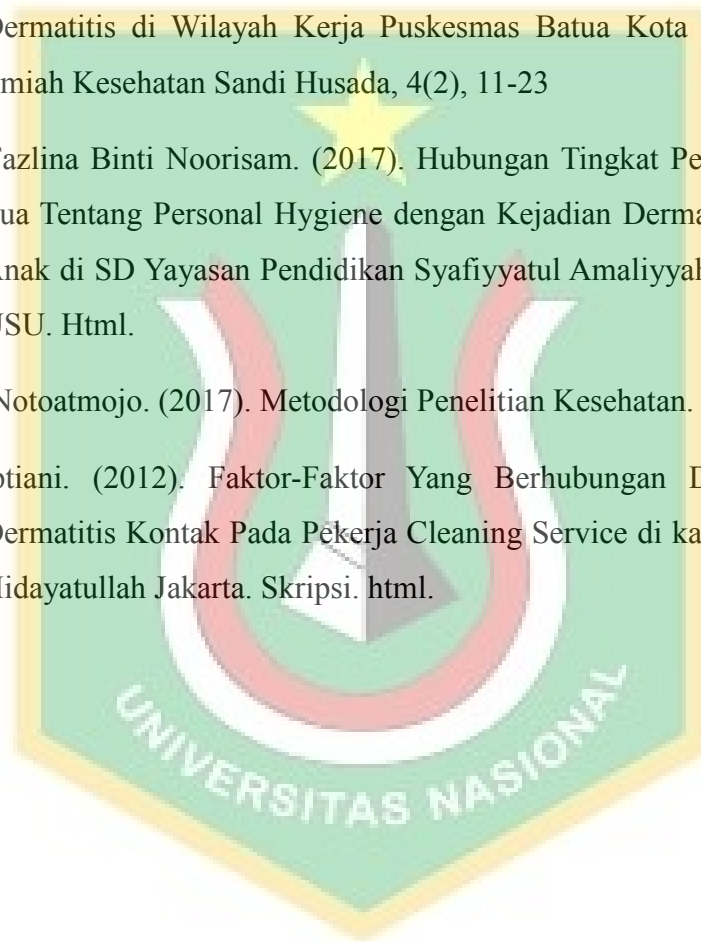 Dermatitis di Wilayah Kerja Puskesmas Batua Kota
lmiah Kesehatan Sandi Husada, 4(2), 11-23
azlina Binti Noorisam. (2017). Hubungan Tingkat Pe
ua Tentang Personal Hygiene dengan Kejadian Derma
Anak di SD Yayasan Pendidikan Syafiyyatul Amaliyyah
USU. Html.
Notoatmojo. (2017). Metodologi Penelitian Kesehatan.
ptiani. (2012). Faktor-Faktor Yang Berhubungan D
Dermatitis Kontak Pada Pekerja Cleaning Service di ka
Hidayatullah Jakarta. Skripsi. html.
UNIVERSITAS NASIONAL